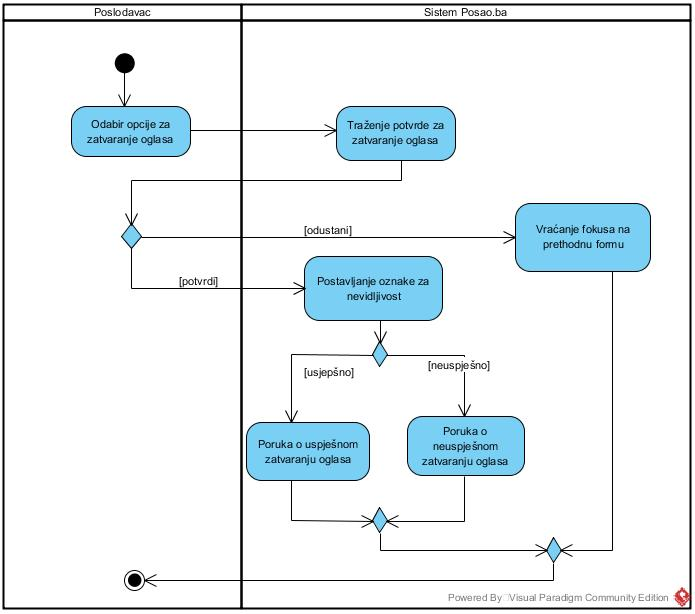 Poslodavac
Sistem Posao.ba
Odabir opcije za
zatvaranje oglasa
Traženje potvrde za
zatvaranje oglasa
[odustani]
Vraćanje fokusa na
prethodnu formu
[potvrdi]
Postavljanje oznake za
nevidljivost
[usjepšno]
[neuspješno]
Poruka o uspješnom
zatvaranju oglasa
Poruka o
neuspješnom
zatvaranju oglasa
Powered By Visual Paradigm Community Edition